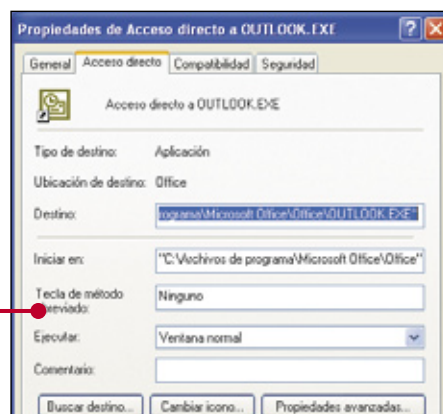 Propiedades de Acceso directo a OUTLOOK.EXE
General Acceso directo Compatibilidad Seguridad
Acceso directo a OUTLOOK.EXE
Tipo de destino: Aplicación
Ubicación de destino: Office
Destino: rograma\Microsoft Office\Office\OUTLOOK.EXE"
Iniciar en: "C:\Archivos de programa\Microsoft Office\Office"
Tecla de método Ninguno
breviado:
Ejecutar: Ventana normal
Comentario:
Buscar destino... Cambiar icono... Propiedades avanzadas...